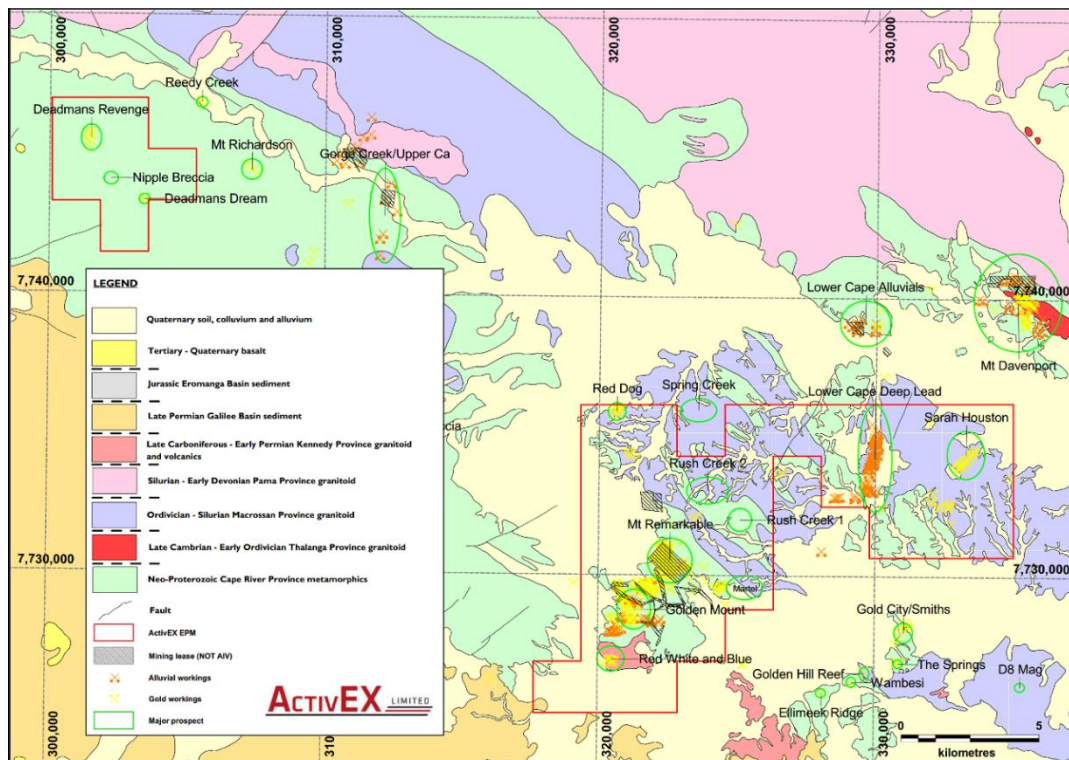 300,000
310,000
320,000
330,000
Reedy Creek
Deadmans Revenge
Mt Richardson
Gorge Creek/Upper Ca
Nipple Breccia
Deadmans Dream
7,740,000
7,740,000
Lower Cape Alluvials
Mt Davenport
LEGEND
Quaternary soil, colluvium and alluvium
Tertiary - Quaternary basalt
Jurassic Eromanga Basin sediment
Late Permian Galilee Basin sediment
Late Carboniferous - Early Permian Kennedy Province granitoid
and volcanics
Silurian - Early Devonian Pama Province granitoid
Ordivician - Silurian Macrossan Province granitoid
Late Cambrian - Early Ordivician Thalanga Province granitoid
Neo-Proterozoic Cape River Province metamorphics
Fault
ActivEX EPM
Mining lease (NOT AIV)
Alluvial workings
Gold workings
Major prospect
ACTIVEX LIMITED
Red Dog
Spring Creek
Lower Cape Deep Lead
Sarah Houston
cia
Rush Creek 2
Mt Remarkable
Rush Creek 1
7,730,000
7,730,000
Martel
Golden Mount
Gold City/Smiths
Red White and Blue
Golden Hill Reef
The Springs
D8 Mag
Wambesi
Ellimeek Ridge
300,000
310
320,000
330,000
0
5
kilometres